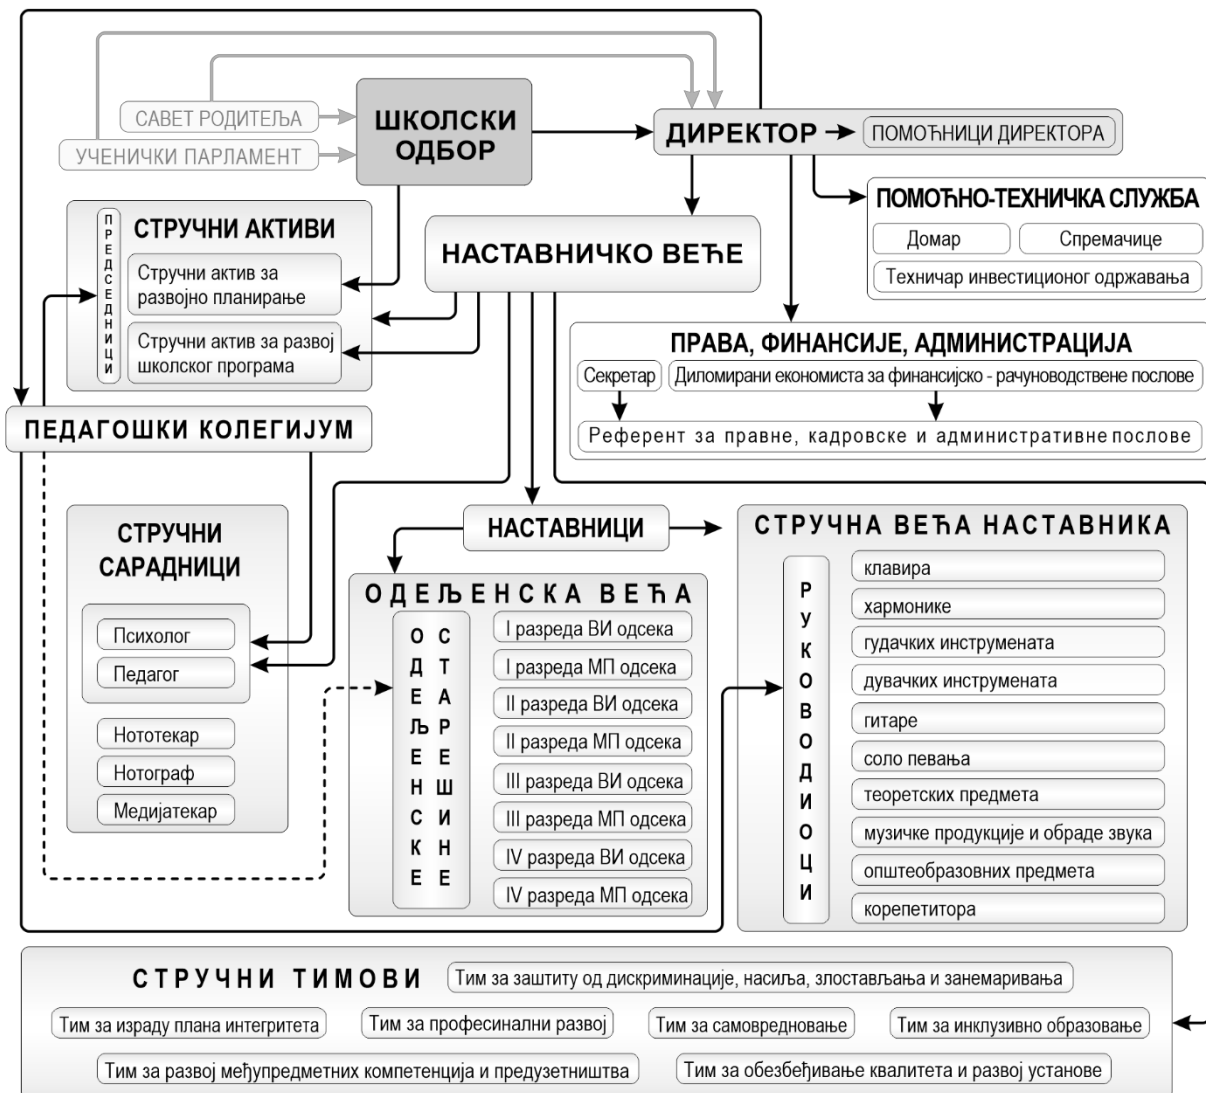 САВЕТ РОДИТЕЉА
УЧЕНИЧКИ ПАРЛАМЕНТ
ШКОЛСКИ
ОДБОР
ДИРЕКТОР
ПОМОЋНИЦИ ДИРЕКТОРА
ПОМОЋНО-ТЕХНИЧКА СЛУЖБА
Домар
Спремачице
Техничар инвестиционог одржавања
ПРЕДСЕДНИЦИ
СТРУЧНИ АКТИВИ
Стручни актив за
развојно планирање
Стручни актив за развој
школског програма
НАСТАВНИЧКО ВЕЋЕ
ПРАВА, ФИНАНСИЈЕ, АДМИНИСТРАЦИЈА
Секретар
Диломирани економиста за финансијско - рачуноводствене послове
Референт за правне, кадровске и административне послове
ПЕДАГОШКИ КОЛЕГИЈУМ
СТРУЧНИ
САРАДНИЦИ
Психолог
Педагог
Нототекар
Нотограф
Медијатекар
НАСТАВНИЦИ
ОДЕЉЕНСКА ВЕЋА
ОДЕЉЕНСКЕ
СТАРЕШИНЕ
I разреда ВИ одсека
I разреда МП одсека
II разреда ВИ одсека
II разреда МП одсека
III разреда ВИ одсека
III разреда МП одсека
IV разреда ВИ одсека
IV разреда МП одсека
СТРУЧНА ВЕЋА НАСТАВНИКА
РУКОВОДИОЦИ
клавира
хармонике
гудачких инструмената
дувачких инструмената
гитаре
соло певања
теоретских предмета
музичке продукције и обраде звука
општеобразовних предмета
корепетитора
СТРУЧНИ ТИМОВИ
Тим за заштиту од дискриминације, насиља, злостављања и занемаривања
Тим за израду плана интегритета
Тим за професинални развој
Тим за самовредновање
Тим за инклузивно образовање
Тим за развој међупредметних компетенција и предузетништва
Тим за обезбеђивање квалитета и развој установе